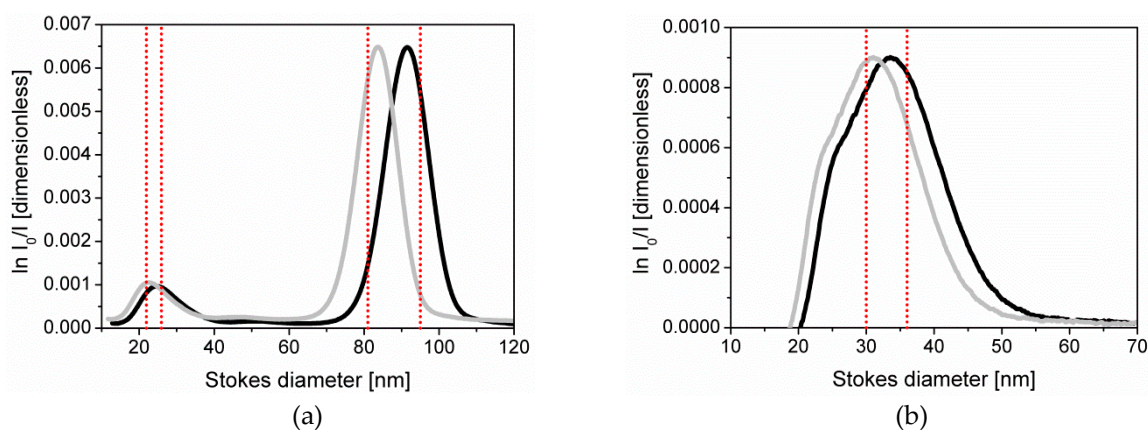 0.007
0.006
0.005
0.004
0.003
0.002
0.001
0.000
ln I₀/I [dimensionless]
20 40 60 80 100 120
Stokes diameter [nm]
(a)
0.0010
0.0008
0.0006
0.0004
0.0002
0.0000
ln I₀/I [dimensionless]
10 20 30 40 50 60 70
Stokes diameter [nm]
(b)